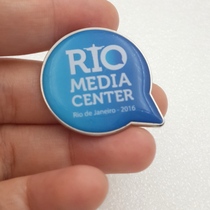 RIO
MEDIA
CENTER
Rio de Janeiro - 2016